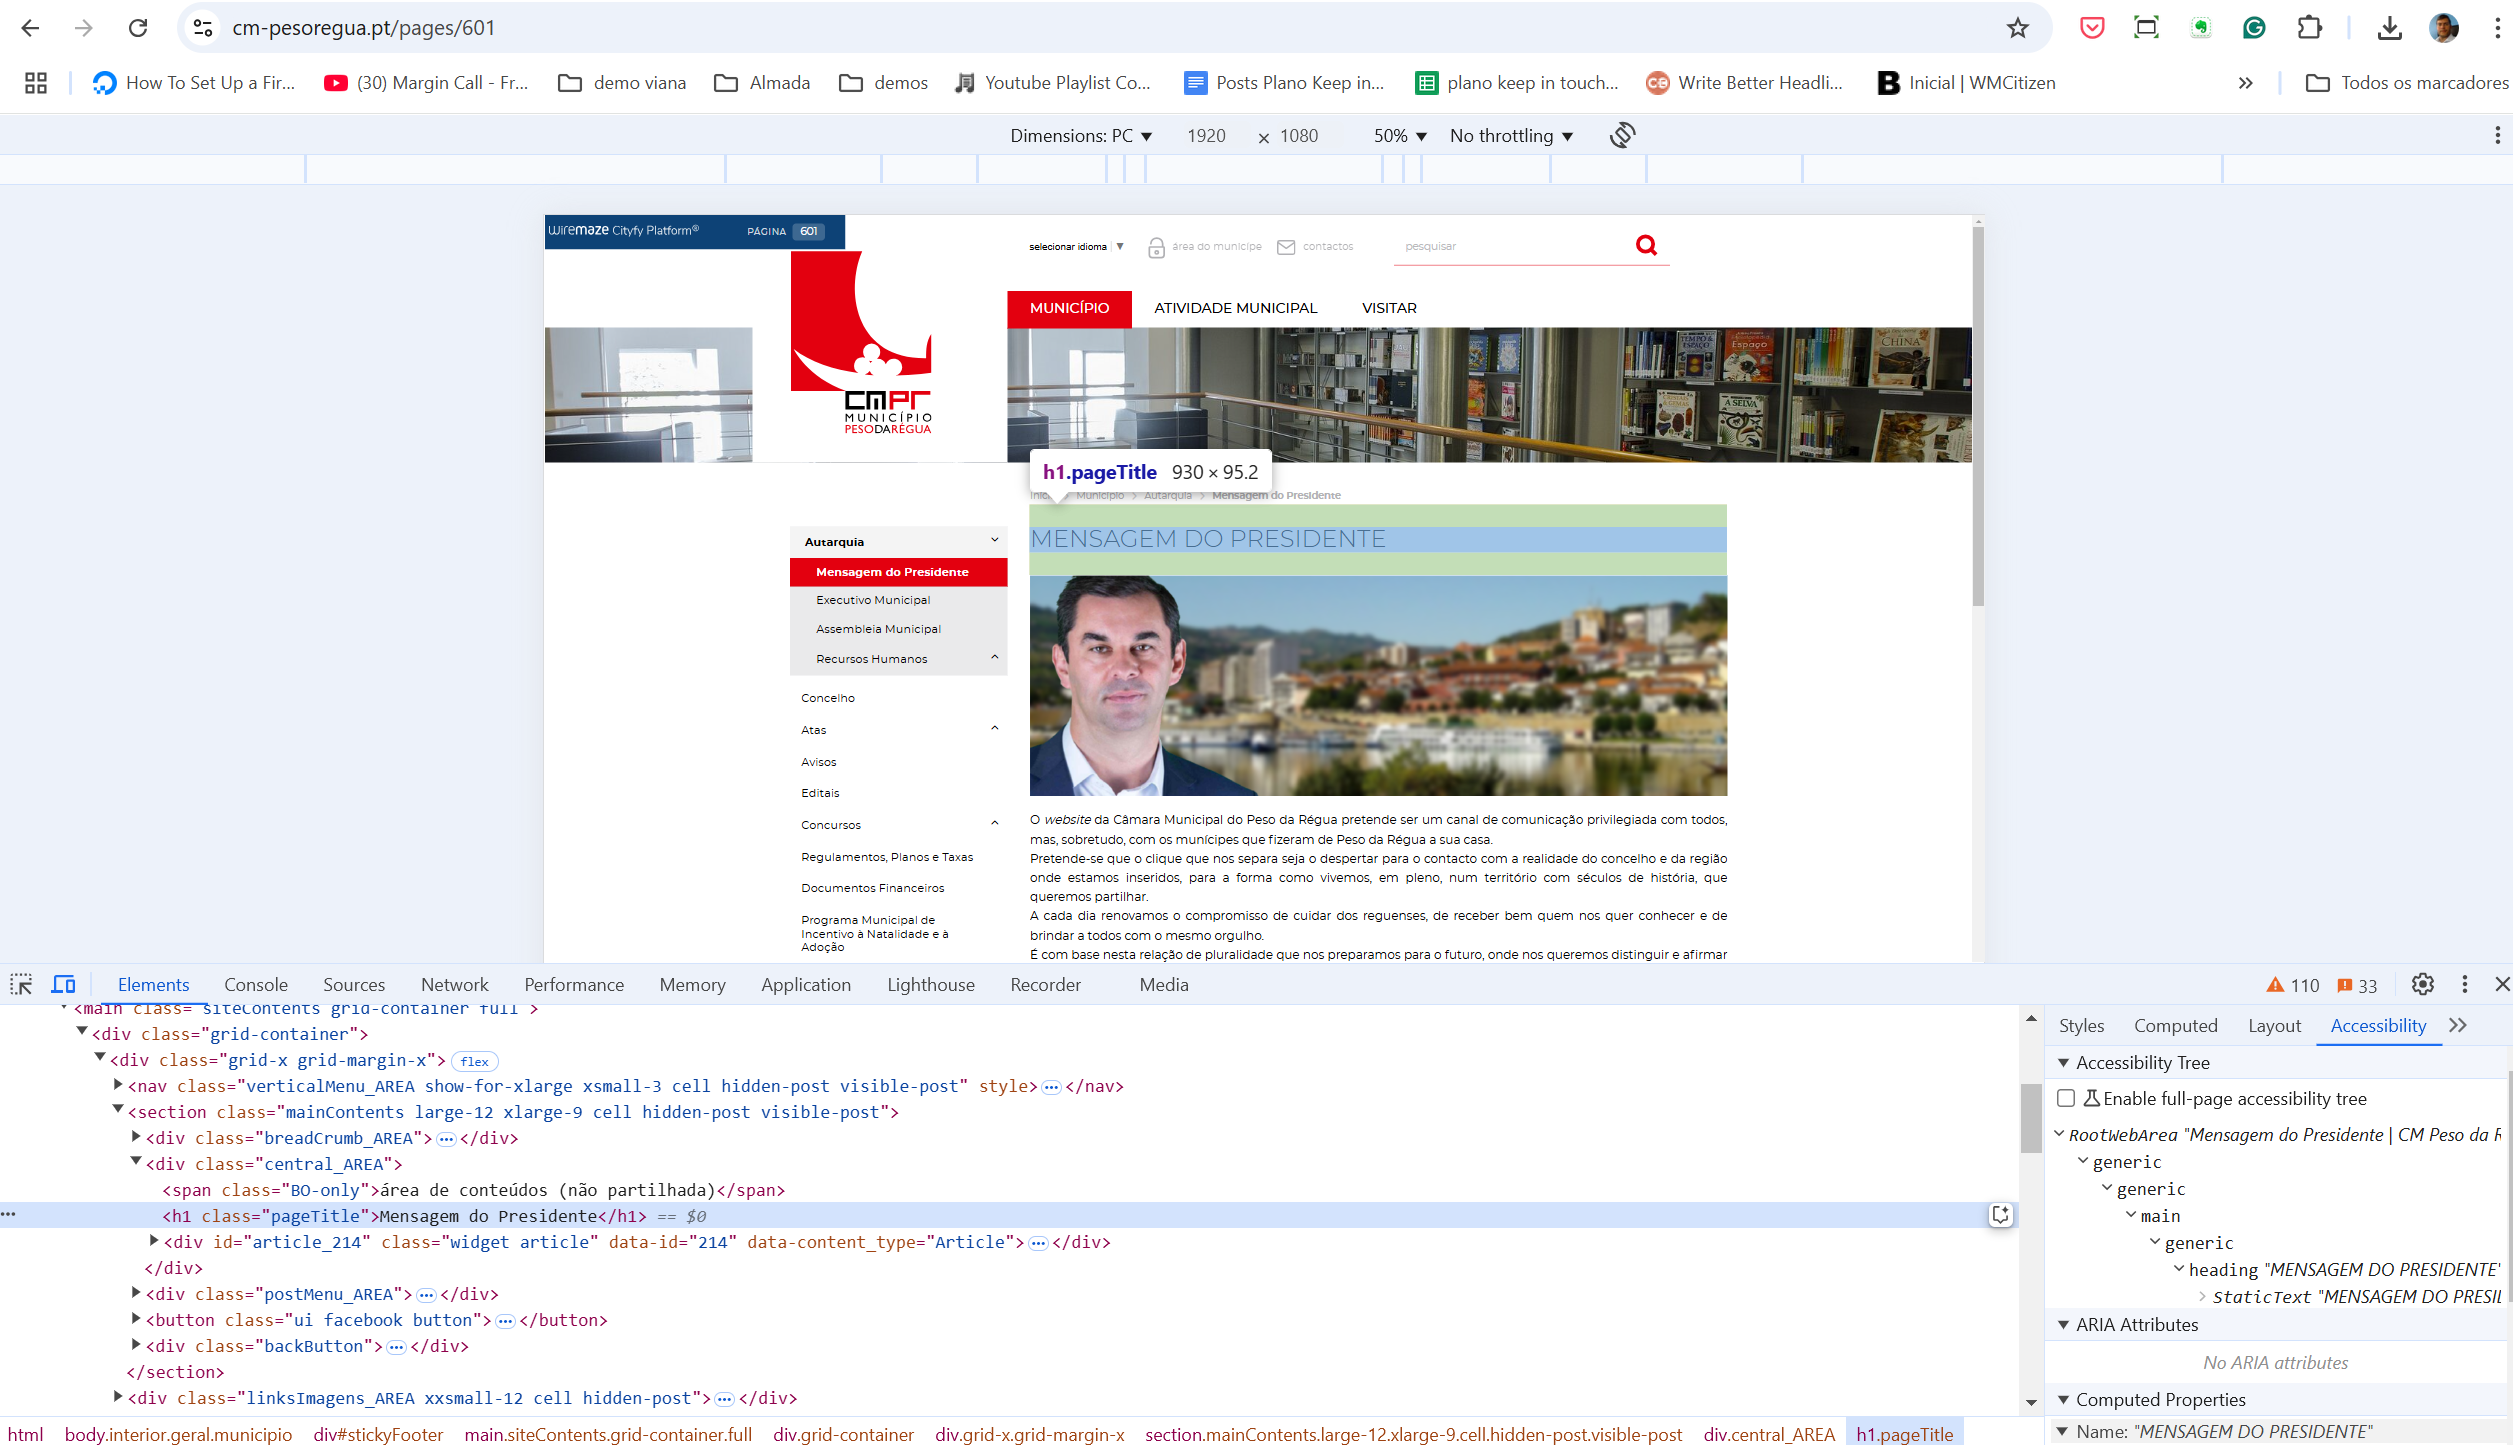 cm-pesoregua.pt/pages/601
How To Set Up a Fir...
(30) Margin Call - Fr...
demo viana
Almada
demos
Youtube Playlist Co...
Posts Plano Keep in...
plano keep in touch...
Write Better Headli...
Inicial | WMCitizen
Todos os marcadores
Dimensions: PC
1920 × 1080
50%
No throttling
wiremaze Cityfy Platform®
PÁGINA 601
selecionar idioma
área do munícipe
contactos
pesquisar
MUNICÍPIO
ATIVIDADE MUNICIPAL
VISITAR
TEMPO & ESPAÇO
Espaço
CHINA
A SELVA
CMPR
MUNICÍPIO
PESODARÉGUA
h1.pageTitle 930 × 95.2
Município > Autarquia > Mensagem do Presidente
MENSAGEM DO PRESIDENTE
Autarquia
Mensagem do Presidente
Executivo Municipal
Assembleia Municipal
Recursos Humanos
Concelho
Atas
Avisos
Editais
Concursos
Regulamentos, Planos e Taxas
Documentos Financeiros
Programa Municipal de
Incentivo à Natalidade e à
Adoção
O website da Câmara Municipal do Peso da Régua pretende ser um canal de comunicação privilegiada com todos,
mas, sobretudo, com os munícipes que fizeram de Peso da Régua a sua casa.
Pretende-se que o clique que nos separa seja o despertar para o contacto com a realidade do concelho e da região
onde estamos inseridos, para a forma como vivemos, em pleno, num território com séculos de história, que
queremos partilhar.
A cada dia renovamos o compromisso de cuidar dos reguenses, de receber bem quem nos quer conhecer e de
brindar a todos com o mesmo orgulho.
É com base nesta relação de pluralidade que nos preparamos para o futuro, onde nos queremos distinguir e afirmar
Elements
Console
Sources
Network
Performance
Memory
Application
Lighthouse
Recorder
Media
110
33
<main class="siteContents grid-container full">
<div class="grid-container">
<div class="grid-x grid-margin-x"> flex
<nav class="verticalMenu_AREA show-for-xlarge xsmall-3 cell hidden-post visible-post" style>…</nav>
<section class="mainContents large-12 xlarge-9 cell hidden-post visible-post">
<div class="breadCrumb_AREA">…</div>
<div class="central_AREA">
<span class="BO-only">área de conteúdos (não partilhada)</span>
<h1 class="pageTitle">Mensagem do Presidente</h1> == $0
<div id="article_214" class="widget article" data-id="214" data-content_type="Article">…</div>
</div>
<div class="postMenu_AREA">…</div>
<button class="ui facebook button">…</button>
<div class="backButton">…</div>
</section>
<div class="linksImagens_AREA xxsmall-12 cell hidden-post">…</div>
html
body.interior.geral.municipio
div#stickyFooter
main.siteContents.grid-container.full
div.grid-container
div.grid-x.grid-margin-x
section.mainContents.large-12.xlarge-9.cell.hidden-post.visible-post
div.central_AREA
h1.pageTitle
Styles
Computed
Layout
Accessibility
Accessibility Tree
Enable full-page accessibility tree
RootWebArea "Mensagem do Presidente | CM Peso da R
generic
generic
main
generic
heading "MENSAGEM DO PRESIDENTE"
StaticText "MENSAGEM DO PRESID
ARIA Attributes
No ARIA attributes
Computed Properties
Name: "MENSAGEM DO PRESIDENTE"